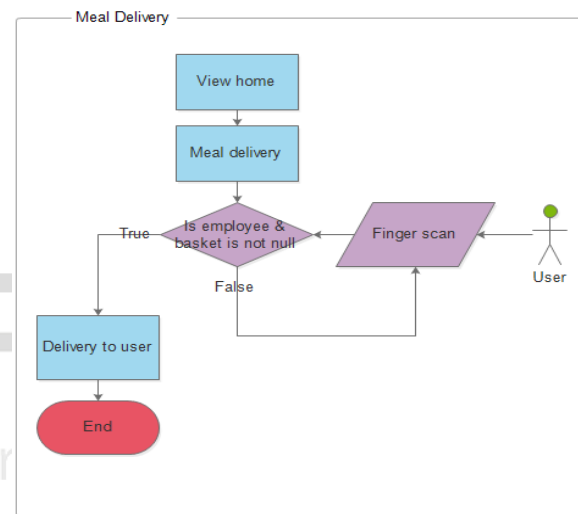 Meal Delivery
View home
Meal delivery
Is employee &
basket is not null
Finger scan
User
True
False
Delivery to user
End